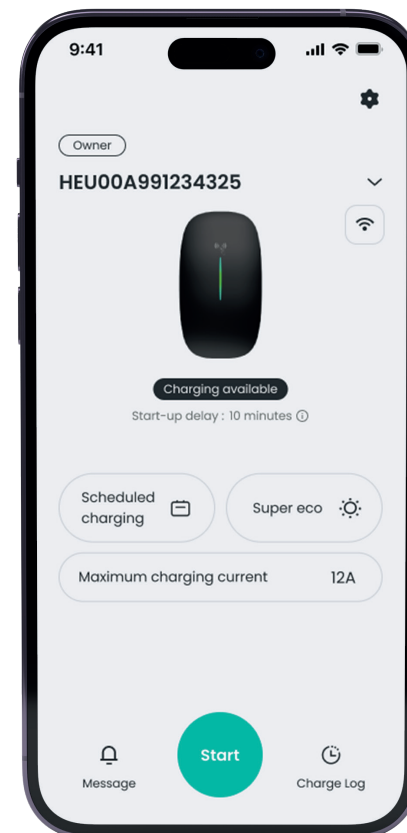 9:41
Owner
HEU00A991234325
Charging available
Start-up delay : 10 minutes
Scheduled
charging
Super eco
Maximum charging current 12A
Start
Message
Charge Log